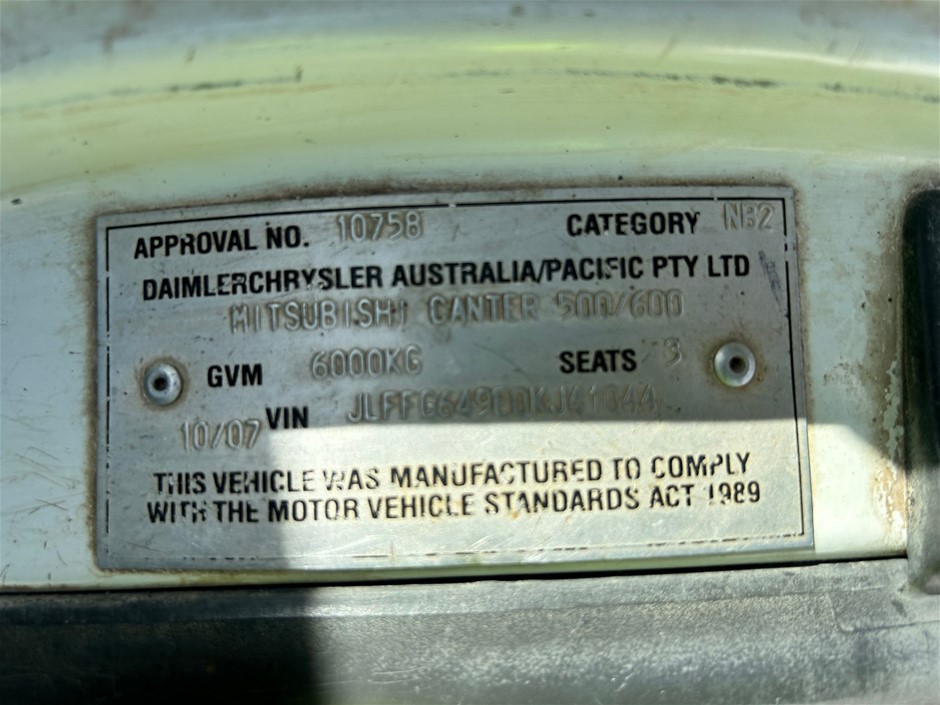 APPROVAL NO. 10758 CATEGORY NB2
DAIMLERCHRYSLER AUSTRALIA/PACIFIC PTY LTD
MITSUBISHI CANTER 500/600
GVM 6000KG SEATS 3
10/07 VIN
THIS VEHICLE WAS MANUFACTURED TO COMPLY
WITH THE MOTOR VEHICLE STANDARDS ACT 1989